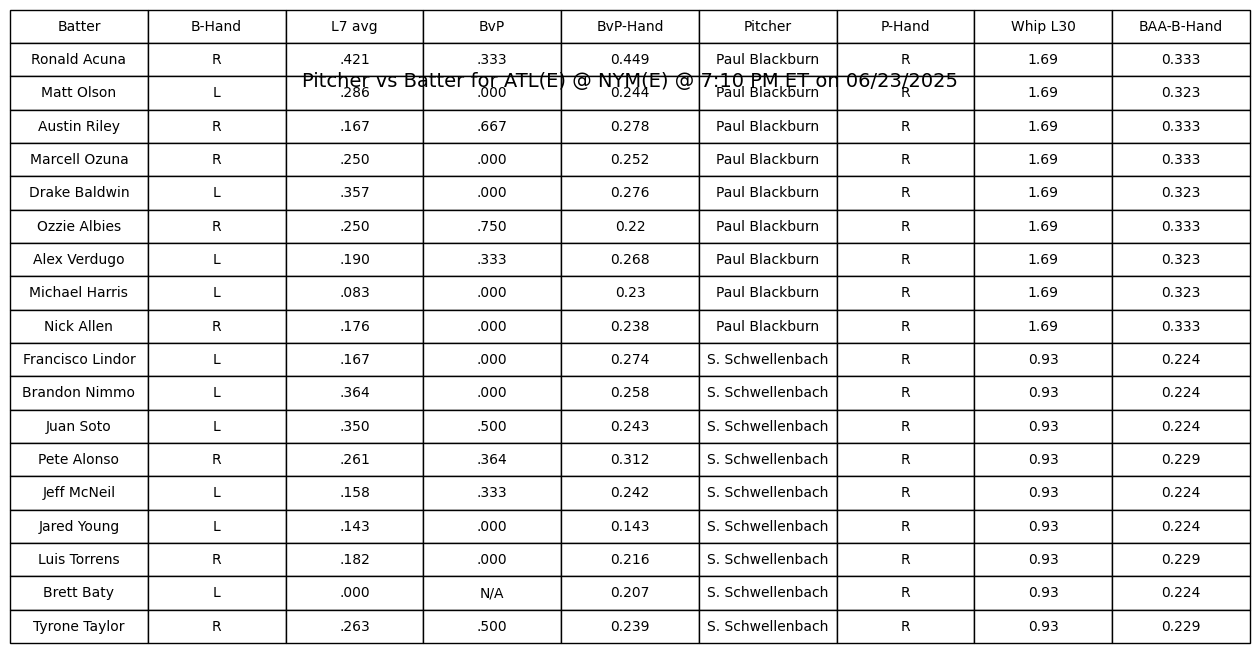 Batter B-Hand L7 avg BvP BvP-Hand Pitcher P-Hand Whip L30 BAA-B-Hand
Ronald Acuna R .421 .333 0.449 Paul Blackburn R 1.69 0.333
Pitcher vs Batter for ATL(E) @ NYM(E) @ 7:10 PM ET on 06/23/2025
Matt Olson L .286 .000 0.244 Paul Blackburn R 1.69 0.323
Austin Riley R .167 .667 0.278 Paul Blackburn R 1.69 0.333
Marcell Ozuna R .250 .000 0.252 Paul Blackburn R 1.69 0.333
Drake Baldwin L .357 .000 0.276 Paul Blackburn R 1.69 0.323
Ozzie Albies R .250 .750 0.22 Paul Blackburn R 1.69 0.333
Alex Verdugo L .190 .333 0.268 Paul Blackburn R 1.69 0.323
Michael Harris L .083 .000 0.23 Paul Blackburn R 1.69 0.323
Nick Allen R .176 .000 0.238 Paul Blackburn R 1.69 0.333
Francisco Lindor L .167 .000 0.274 S. Schwellenbach R 0.93 0.224
Brandon Nimmo L .364 .000 0.258 S. Schwellenbach R 0.93 0.224
Juan Soto L .350 .500 0.243 S. Schwellenbach R 0.93 0.224
Pete Alonso R .261 .364 0.312 S. Schwellenbach R 0.93 0.229
Jeff McNeil L .158 .333 0.242 S. Schwellenbach R 0.93 0.224
Jared Young L .143 .000 0.143 S. Schwellenbach R 0.93 0.224
Luis Torrens R .182 .000 0.216 S. Schwellenbach R 0.93 0.229
Brett Baty L .000 N/A 0.207 S. Schwellenbach R 0.93 0.224
Tyrone Taylor R .263 .500 0.239 S. Schwellenbach R 0.93 0.229